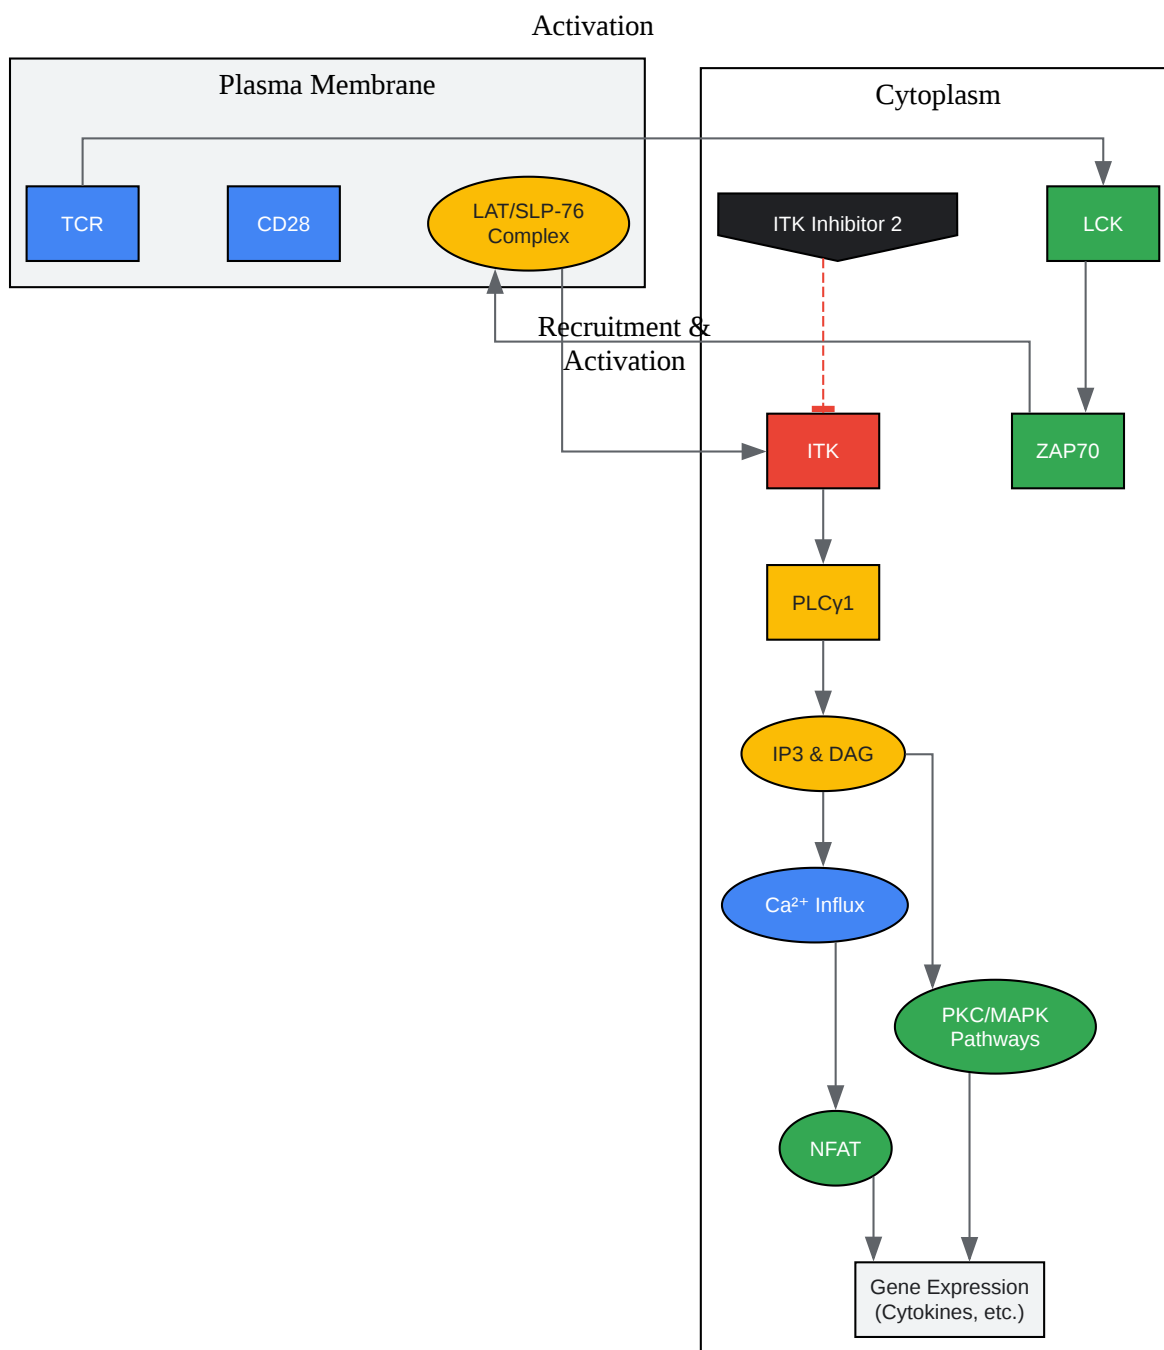 Activation
Plasma Membrane
Cytoplasm
TCR
CD28
LAT/SLP-76
Complex
ITK Inhibitor 2
LCK
Recruitment &
Activation
ITK
ZAP70
PLCγ1
IP3 & DAG
Ca²⁺ Influx
PKC/MAPK
Pathways
NFAT
Gene Expression
(Cytokines, etc.)